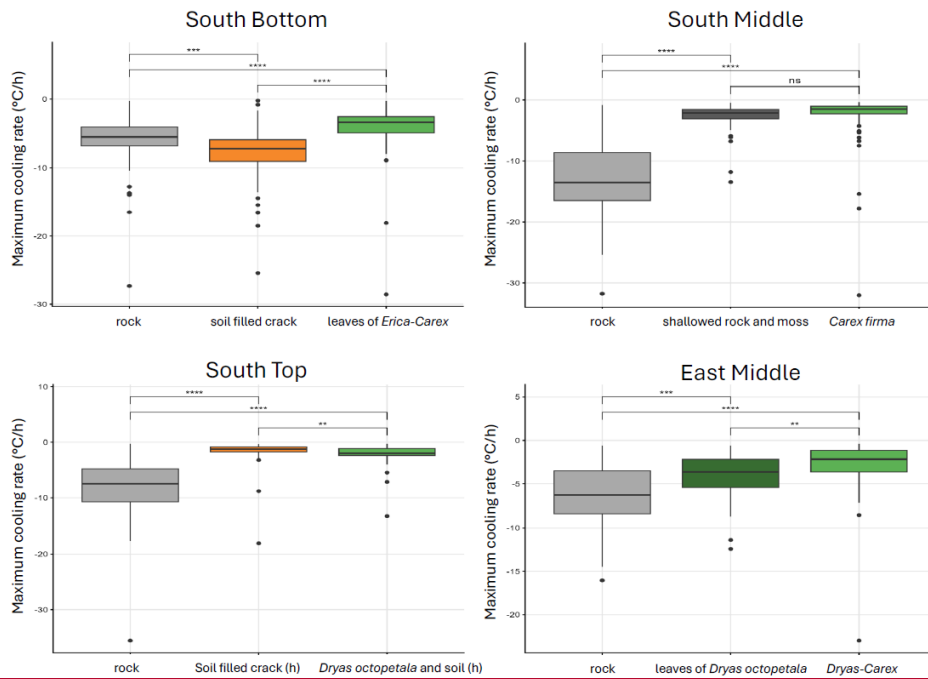 South Bottom
Maximum cooling rate (°C/h)
0
-10
-20
-30
***
****
****
rock
soil filled crack
leaves of Erica-Carex
South Middle
Maximum cooling rate (°C/h)
0
-10
-20
-30
****
****
ns
rock
shallowed rock and moss
Carex firma
South Top
Maximum cooling rate (°C/h)
10
0
-10
-20
-30
****
****
**
rock
Soil filled crack (h)
Dryas octopetala and soil (h)
East Middle
Maximum cooling rate (°C/h)
5
0
-5
-10
-15
-20
***
****
**
rock
leaves of Dryas octopetala
Dryas-Carex